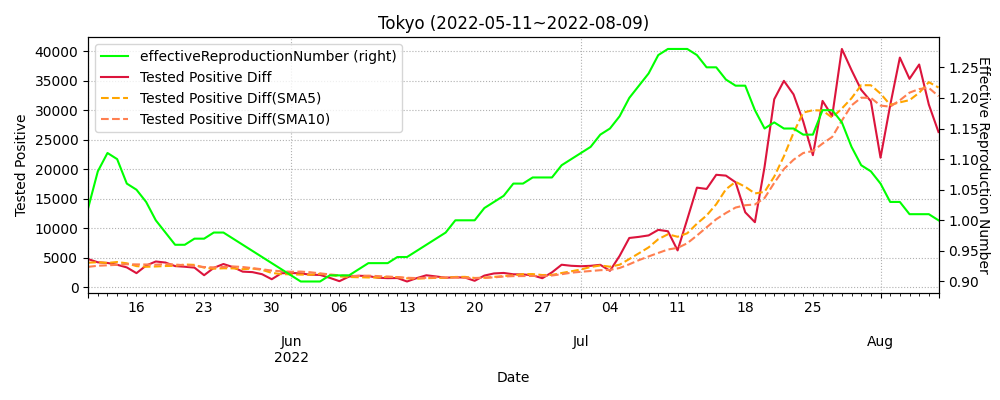 Tokyo (2022-05-11~2022-08-09)
effectiveReproductionNumber (right)
Tested Positive Diff
Tested Positive Diff(SMA5)
Tested Positive Diff(SMA10)
Tested Positive
40000
35000
30000
25000
20000
15000
10000
5000
0
Effective Reproduction Number
1.25
1.20
1.15
1.10
1.05
1.00
0.95
0.90
16 23 30 06 13 20 27 04 11 18 25
Jun Jul Aug
2022
Date